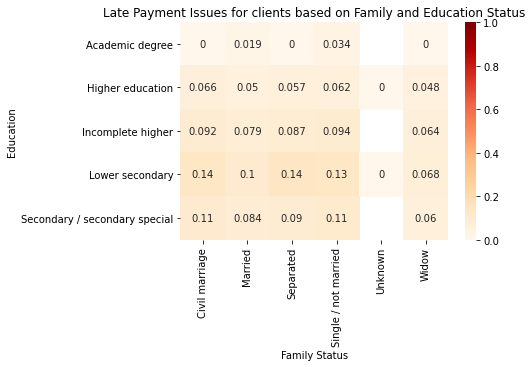 Late Payment Issues for clients based on Family and Education Status
Education
Academic degree 0 0.019 0 0.034 0
Higher education 0.066 0.05 0.057 0.062 0 0.048
Incomplete higher 0.092 0.079 0.087 0.094 0.064
Lower secondary 0.14 0.1 0.14 0.13 0 0.068
Secondary / secondary special 0.11 0.084 0.09 0.11 0.06
Civil marriage
Married
Separated
Single / not married
Unknown
Widow
Family Status
1.0
0.8
0.6
0.4
0.2
0.0